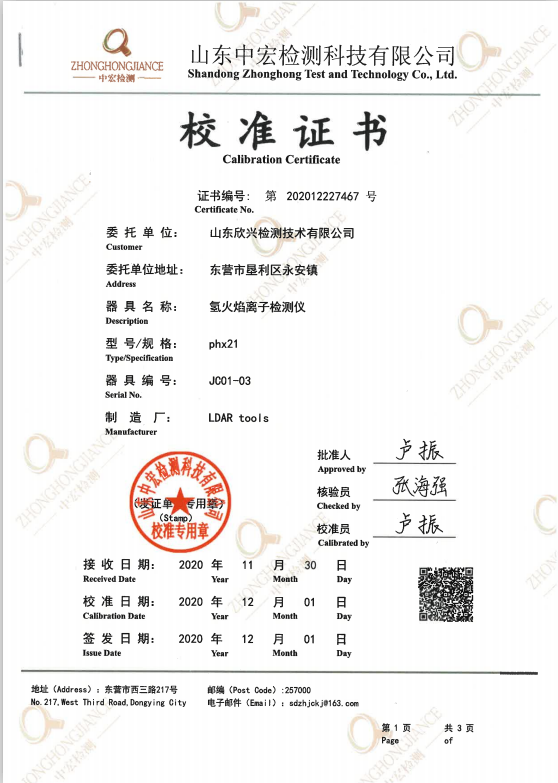 ZHONGHONGJIANCE
中宏检测
山东中宏检测科技有限公司
Shandong Zhonghong Test and Technology Co., Ltd.
校准证书
Calibration Certificate
证书编号: 第 202012227467 号
Certificate No.
委托单位: 山东欣兴检测技术有限公司
Customer
委托单位地址: 东营市垦利区永安镇
Address
器具名称: 氢火焰离子检测仪
Description
型号/规格: phx21
Type/Specification
器具编号: JC01-03
Serial No.
制造厂: LDAR tools
Manufacturer
批准人 卢振
Approved by
核验员 张海强
Checked by
校准员 卢振
Calibrated by
山东中宏检测科技有限公司
(发证单位专用章)
(Stamp)
校准专用章
接收日期: 2020 年 11 月 30 日
Received Date Year Month Day
校准日期: 2020 年 12 月 01 日
Calibration Date Year Month Day
签发日期: 2020 年 12 月 01 日
Issue Date Year Month Day
地址 (Address): 东营市西三路217号 邮编 (Post Code):257000
No.217,West Third Road,Dongying City 电子邮件 (Email): sdzhjckj@163.com
第 1 页 共 3 页
Page of